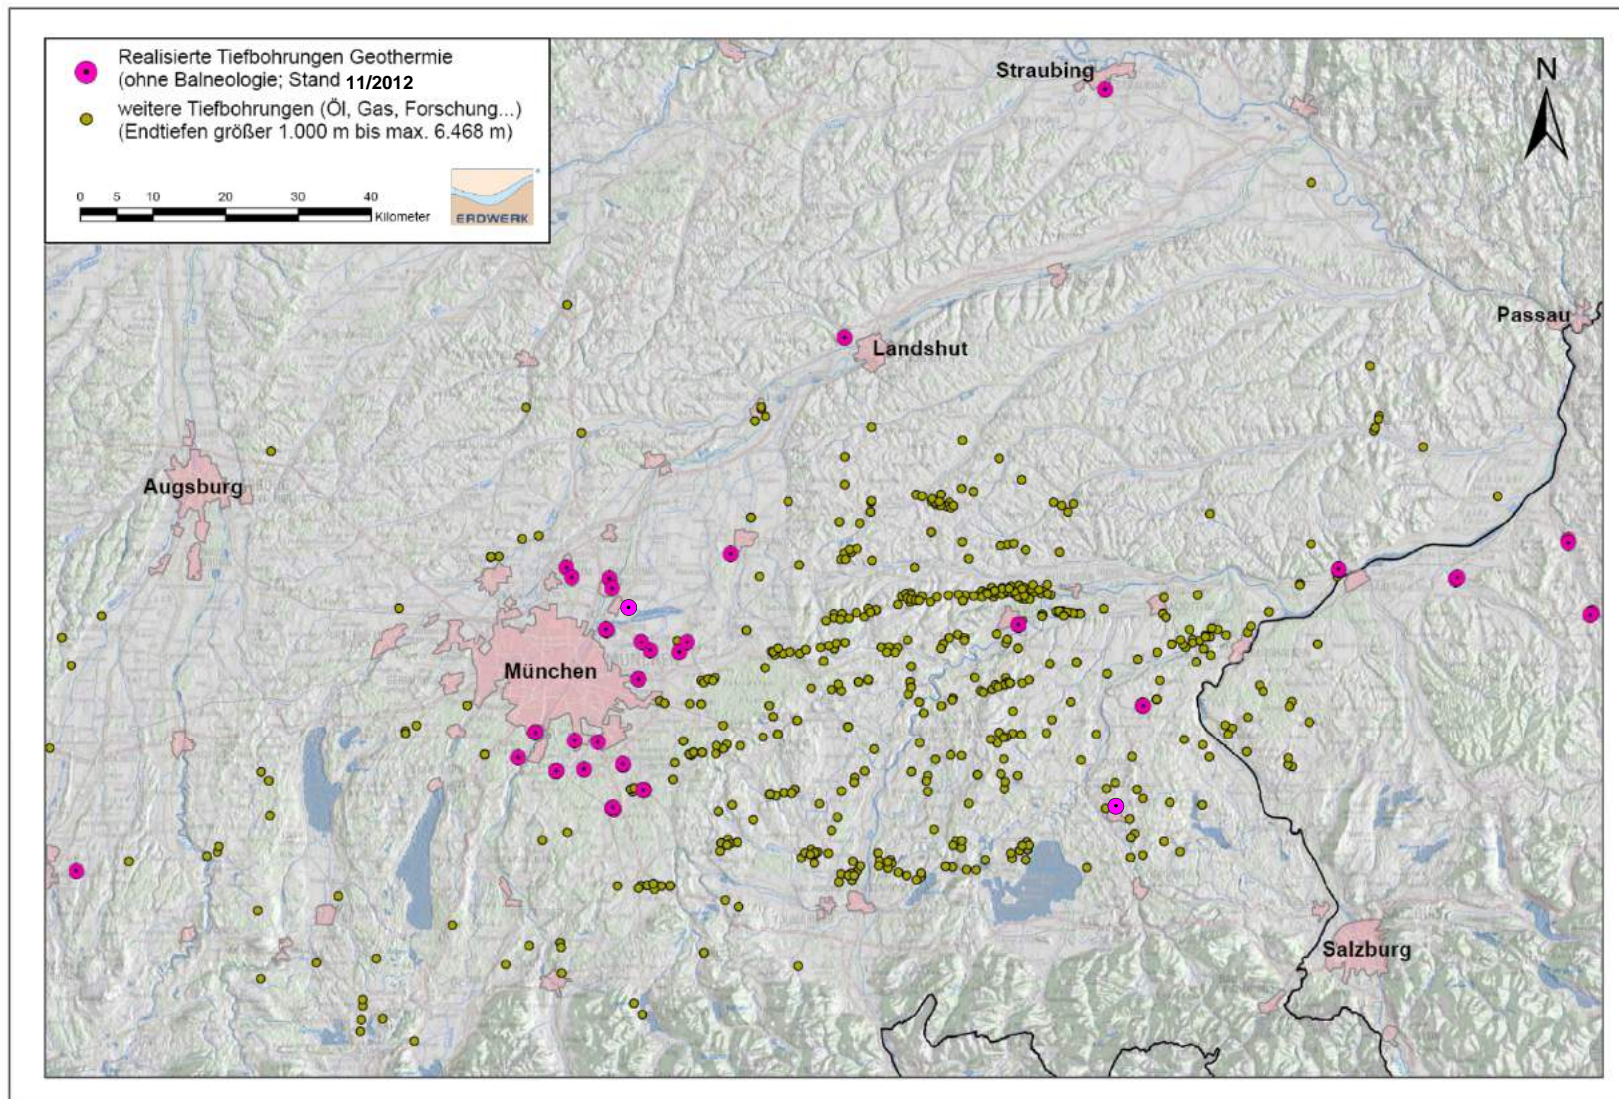 Realisierte Tiefbohrungen Geothermie
(ohne Balneologie; Stand 11/2012
weitere Tiefbohrungen (Öl, Gas, Forschung...)
(Endtiefen größer 1.000 m bis max. 6.468 m)
0 5 10 20 30 40
Kilometer
ERDWERK
N
Straubing
Passau
Landshut
Augsburg
München
Salzburg